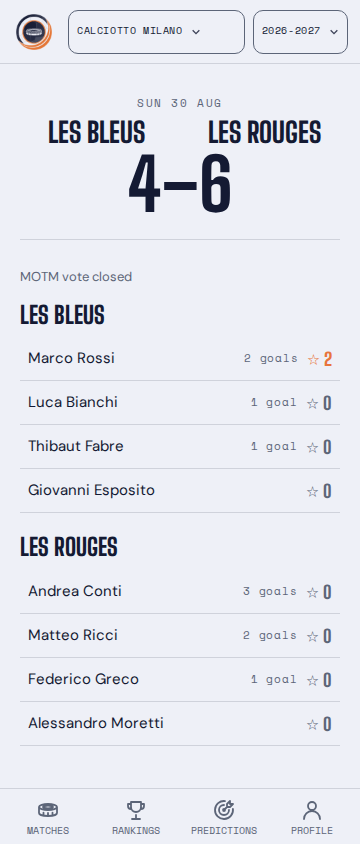 CALCIOTTO MILANO
2026-2027
SUN 30 AUG
LES BLEUS LES ROUGES
4–6
MOTM vote closed
LES BLEUS
Marco Rossi 2 goals ☆ 2
Luca Bianchi 1 goal ☆ 0
Thibaut Fabre 1 goal ☆ 0
Giovanni Esposito ☆ 0
LES ROUGES
Andrea Conti 3 goals ☆ 0
Matteo Ricci 2 goals ☆ 0
Federico Greco 1 goal ☆ 0
Alessandro Moretti ☆ 0
MATCHES RANKINGS PREDICTIONS PROFILE